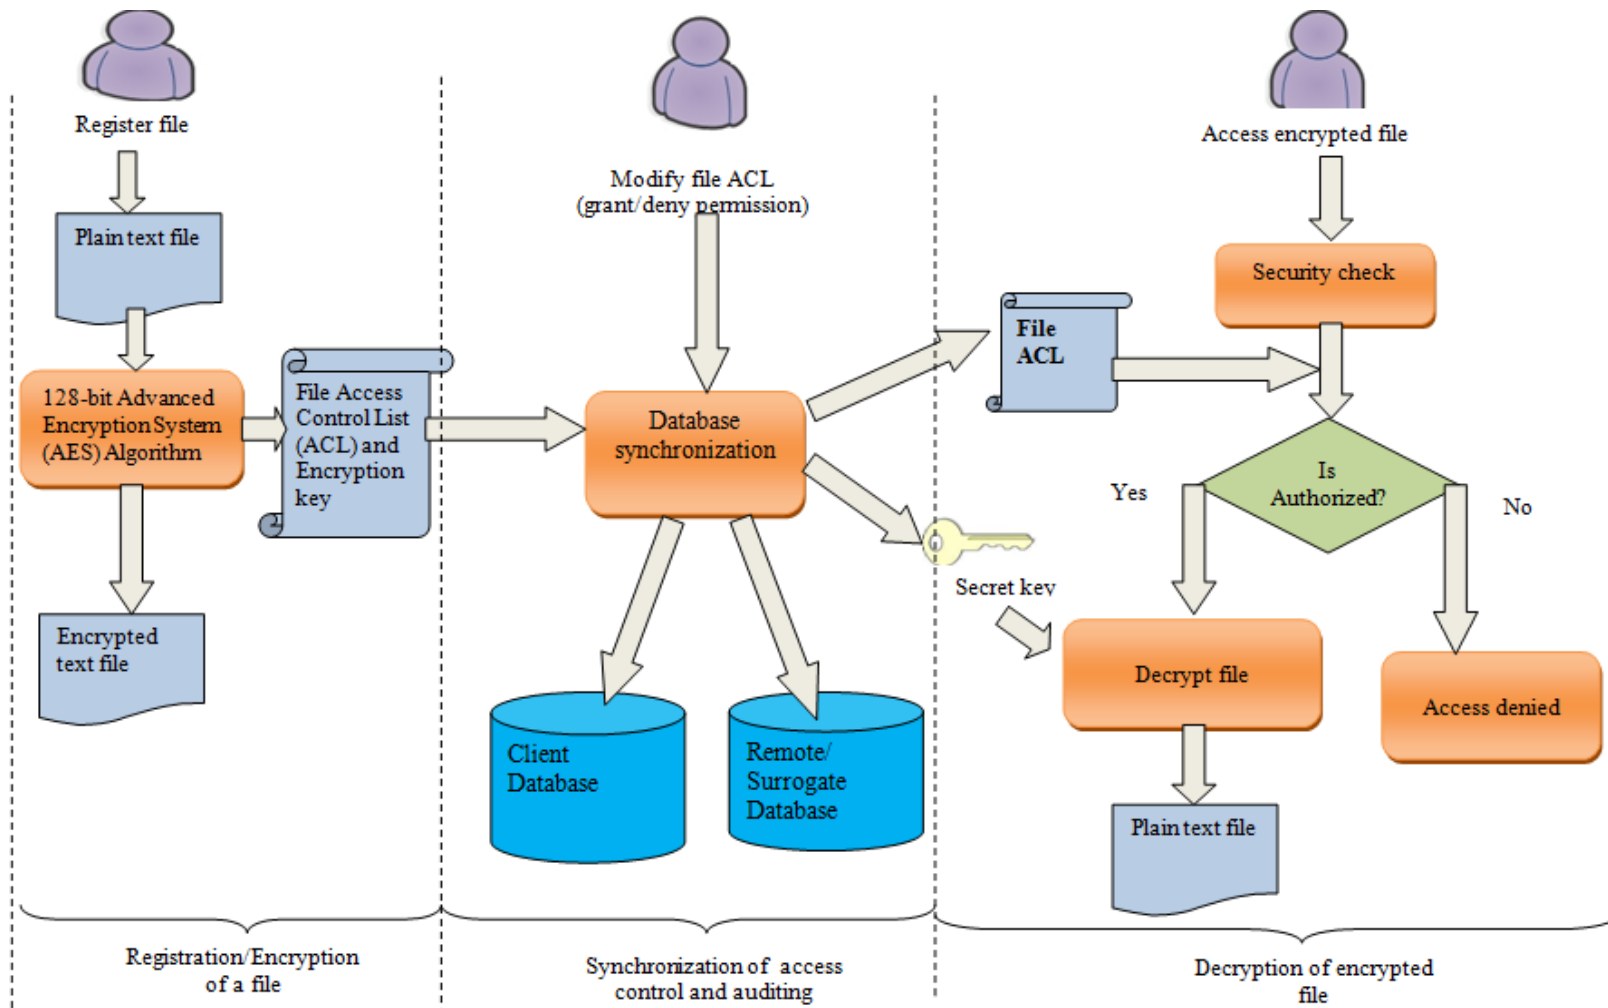 Register file
Plain text file
128-bit Advanced
Encryption System
(AES) Algorithm
File Access
Control List
(ACL) and
Encryption
key
Encrypted
text file
Registration/Encryption
of a file
Modify file ACL
(grant/deny permission)
Database
synchronization
Client
Database
Remote/
Surrogate
Database
Synchronization of access
control and auditing
Access encrypted file
Security check
File
ACL
Is
Authorized?
Yes
No
Secret key
Decrypt file
Access denied
Plain text file
Decryption of encrypted
file